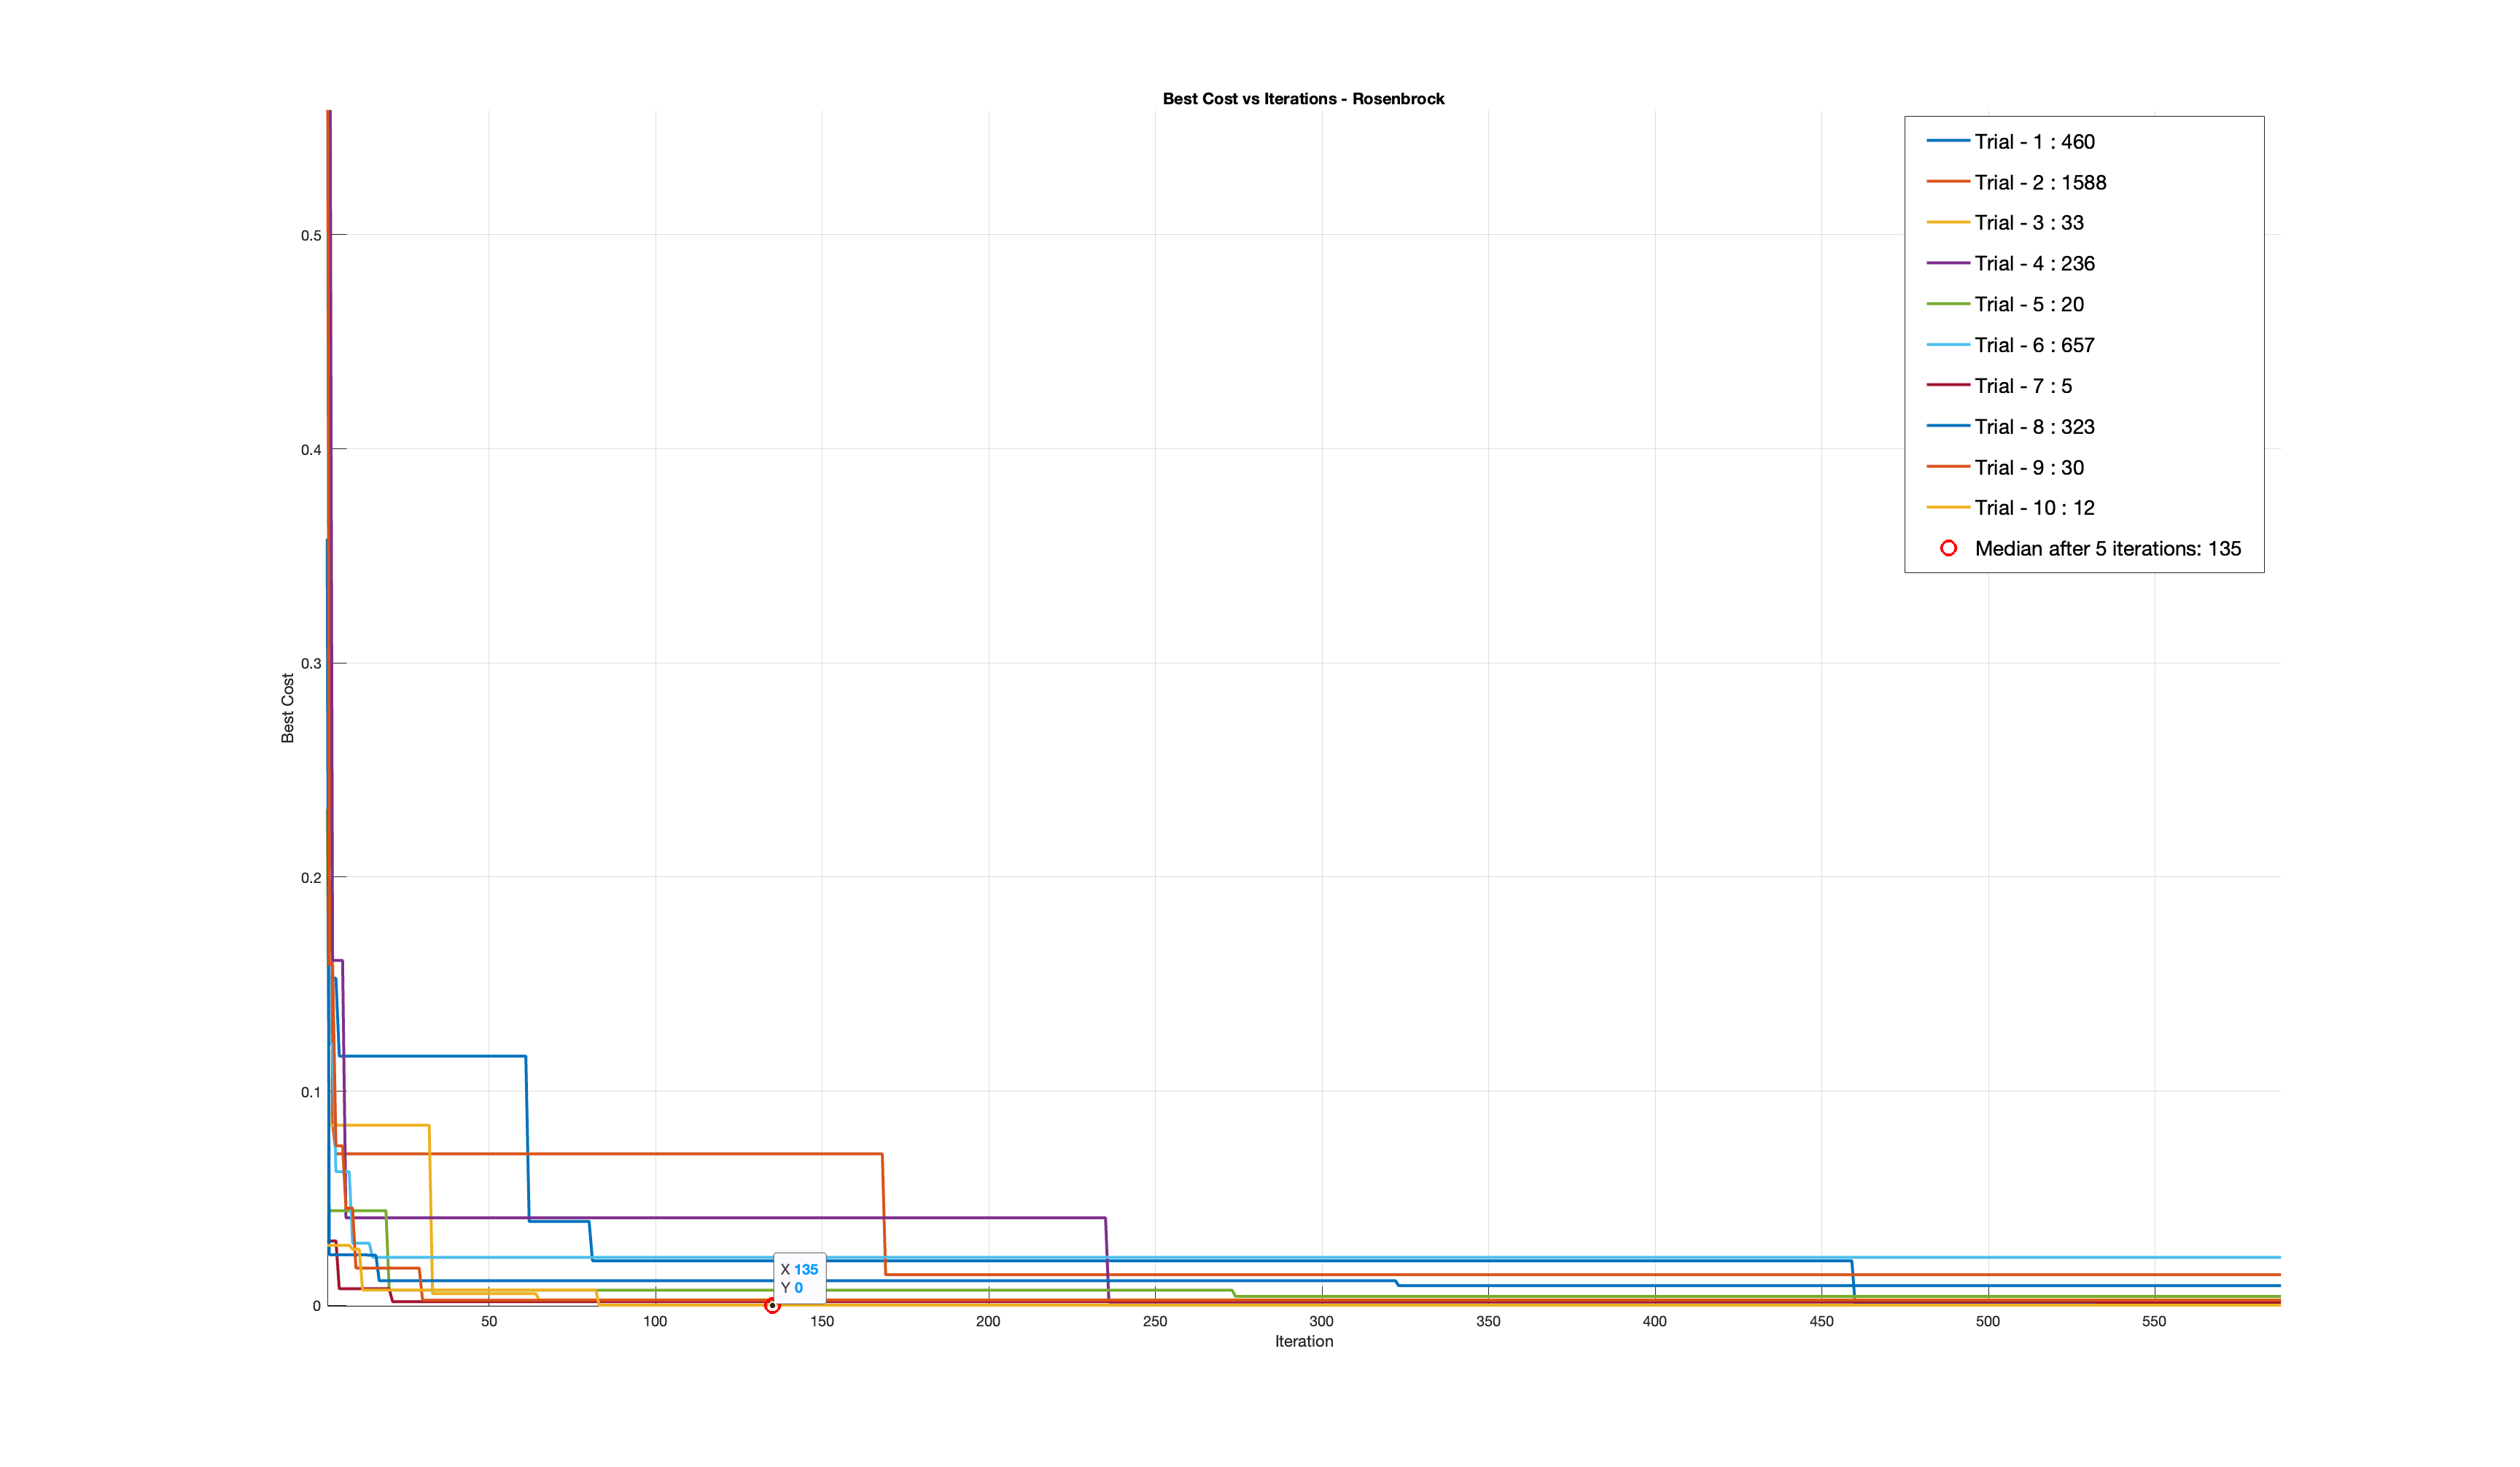 Best Cost vs Iterations - Rosenbrock
Trial - 1 : 460
Trial - 2 : 1588
Trial - 3 : 33
Trial - 4 : 236
Trial - 5 : 20
Trial - 6 : 657
Trial - 7 : 5
Trial - 8 : 323
Trial - 9 : 30
Trial - 10 : 12
Median after 5 iterations: 135
0.5
0.4
0.3
0.2
0.1
0
Best Cost
X 135
Y 0
50 100 150 200 250 300 350 400 450 500 550
Iteration